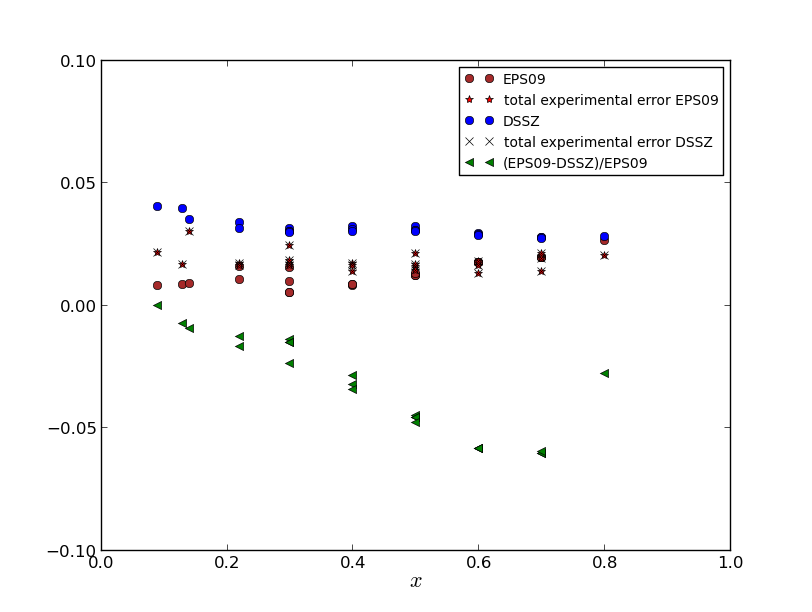 0.10
0.05
0.00
−0.05
−0.10
EPS09
total experimental error EPS09
DSSZ
total experimental error DSSZ
(EPS09-DSSZ)/EPS09
0.0 0.2 0.4 0.6 0.8 1.0
x